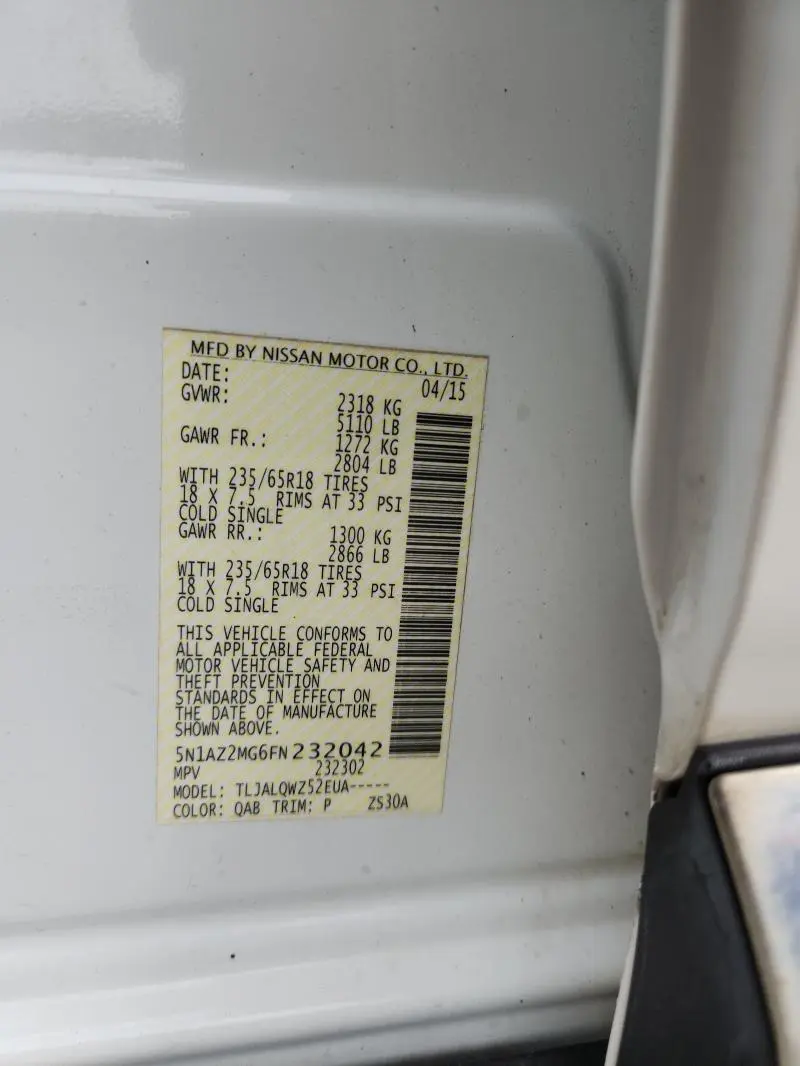 MFD BY NISSAN MOTOR CO., LTD.
DATE: 04/15
GVWR: 2318 KG
5110 LB
GAWR FR.: 1272 KG
2804 LB
WITH 235/65R18 TIRES
18 X 7.5 RIMS AT 33 PSI
COLD SINGLE
GAWR RR.: 1300 KG
2866 LB
WITH 235/65R18 TIRES
18 X 7.5 RIMS AT 33 PSI
COLD SINGLE
THIS VEHICLE CONFORMS TO
ALL APPLICABLE FEDERAL
MOTOR VEHICLE SAFETY AND
THEFT PREVENTION
STANDARDS IN EFFECT ON
THE DATE OF MANUFACTURE
SHOWN ABOVE.
5N1AZ2MG6FN232042
MPV 232302
MODEL: TLJALQWZ52EUA-----
COLOR: QAB TRIM: P ZS30A